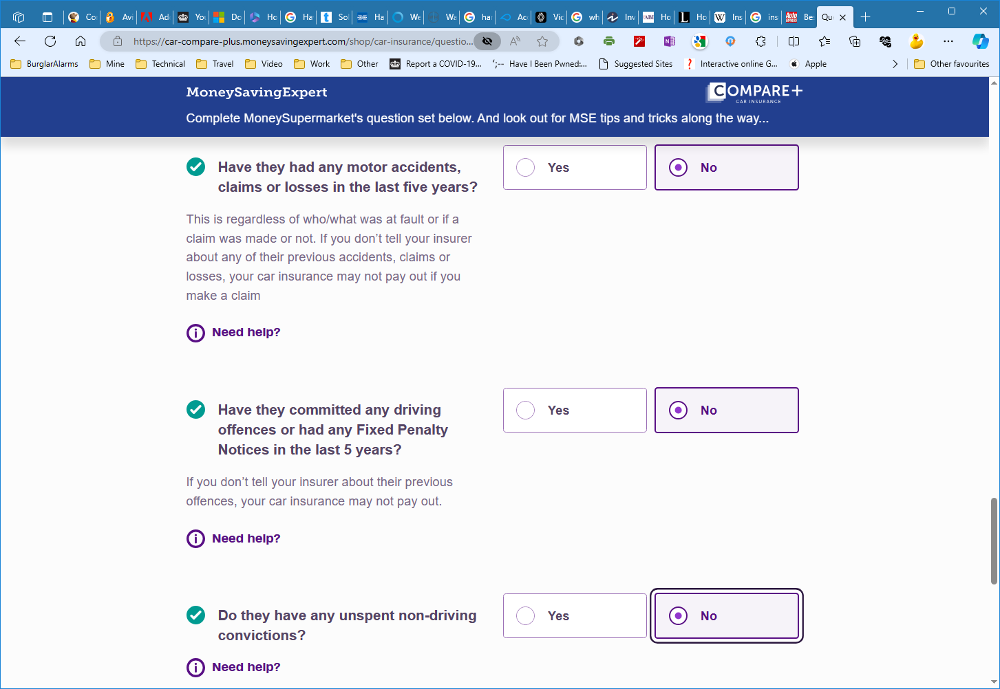 Co
Avi
Ad
Yo
Do
Ho
Ha
So
Ha
We
Wa
har
Acc
Vic
wh
Inv
Ho
Ho
Ins
ins
Be
Qu
https://car-compare-plus.moneysavingexpert.com/shop/car-insurance/questio...
BurglarAlarms Mine Technical Travel Video Work Other Report a COVID-19... Have I Been Pwned:... Suggested Sites Interactive online G... Apple Other favourites
MoneySavingExpert
COMPARE+
CAR INSURANCE
Complete MoneySupermarket's question set below. And look out for MSE tips and tricks along the way...
Have they had any motor accidents,
claims or losses in the last five years?
Yes No
This is regardless of who/what was at fault or if a
claim was made or not. If you don’t tell your insurer
about any of their previous accidents, claims or
losses, your car insurance may not pay out if you
make a claim
Need help?
Have they committed any driving
offences or had any Fixed Penalty
Notices in the last 5 years?
Yes No
If you don’t tell your insurer about their previous
offences, your car insurance may not pay out.
Need help?
Do they have any unspent non-driving
convictions?
Yes No
Need help?